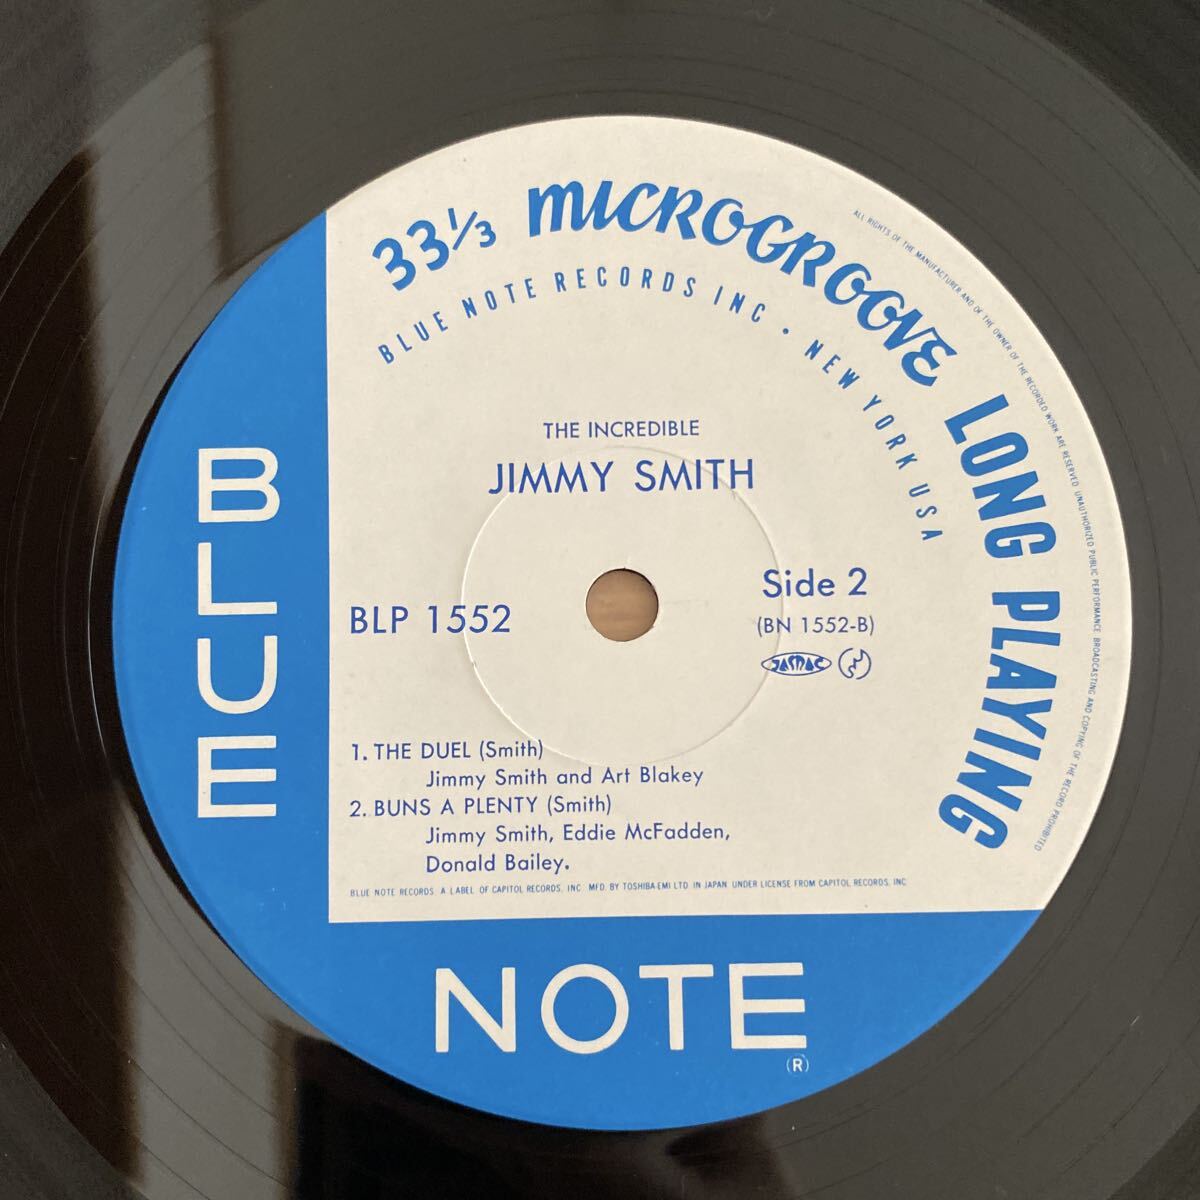 33⅓ MICROGROOVE LONG PLAYING
BLUE NOTE RECORDS INC • NEW YORK USA
ALL RIGHTS OF THE MANUFACTURER AND OF THE OWNER OF THE RECORDED WORK ARE RESERVED. UNAUTHORIZED PUBLIC PERFORMANCE BROADCASTING AND COPYING OF THE RECORD PROHIBITED
THE INCREDIBLE
JIMMY SMITH
BLP 1552
Side 2
(BN 1552-B)
JASRAC
1. THE DUEL (Smith)
Jimmy Smith and Art Blakey
2. BUNS A PLENTY (Smith)
Jimmy Smith, Eddie McFadden,
Donald Bailey.
BLUE NOTE RECORDS. A LABEL OF CAPITOL RECORDS, INC. MFD. BY TOSHIBA-EMI LTD IN JAPAN UNDER LICENSE FROM CAPITOL RECORDS, INC
BLUE
NOTE
®